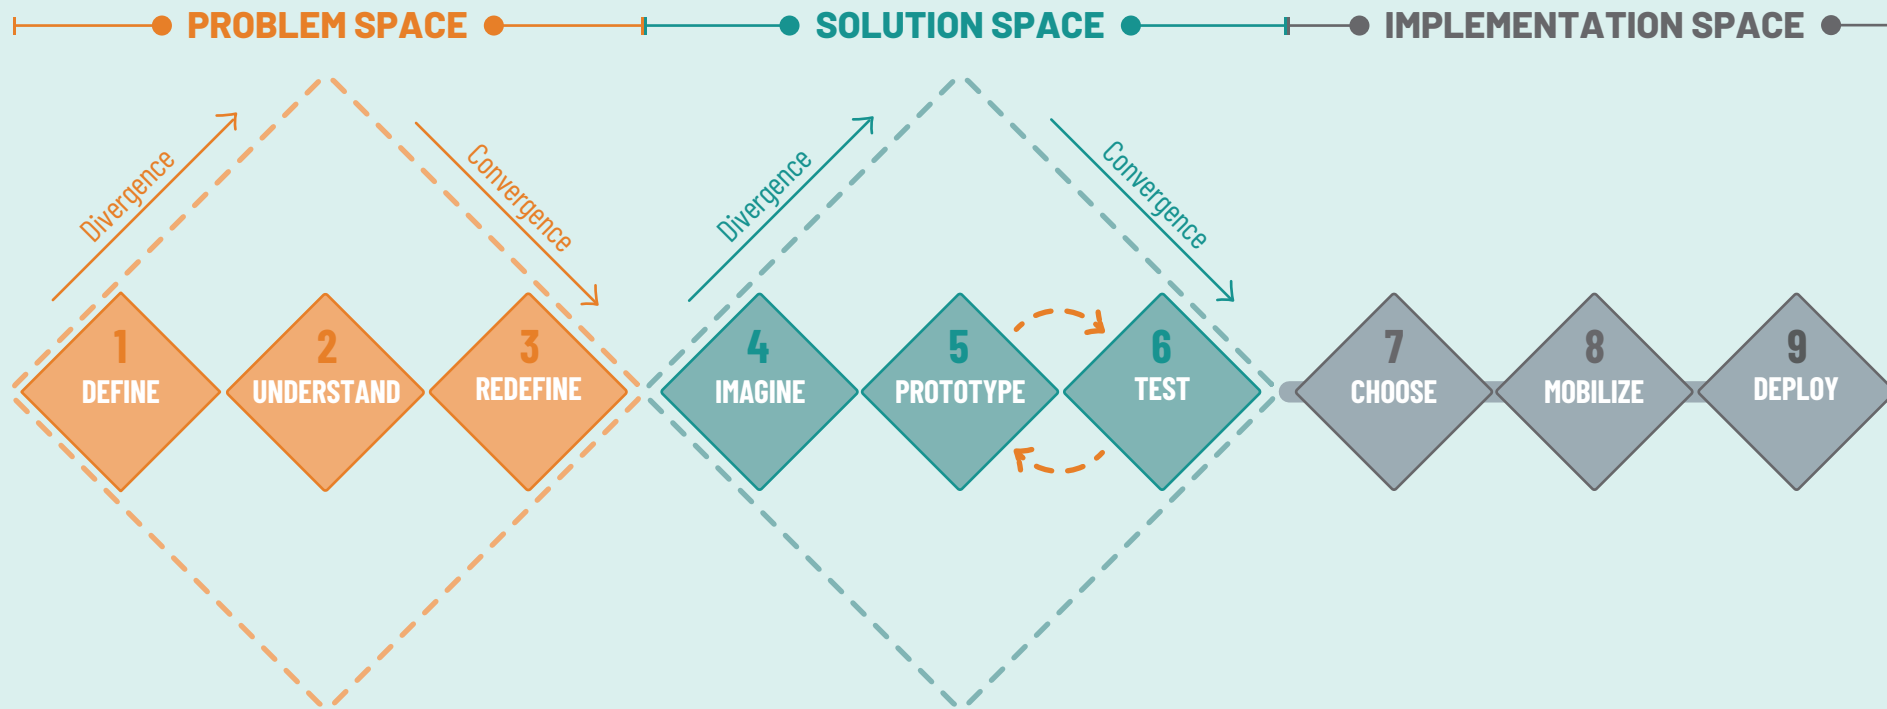 PROBLEM SPACE
SOLUTION SPACE
IMPLEMENTATION SPACE
Divergence
Convergence
Divergence
Convergence
1
DEFINE
2
UNDERSTAND
3
REDEFINE
4
IMAGINE
5
PROTOTYPE
6
TEST
7
CHOOSE
8
MOBILIZE
9
DEPLOY